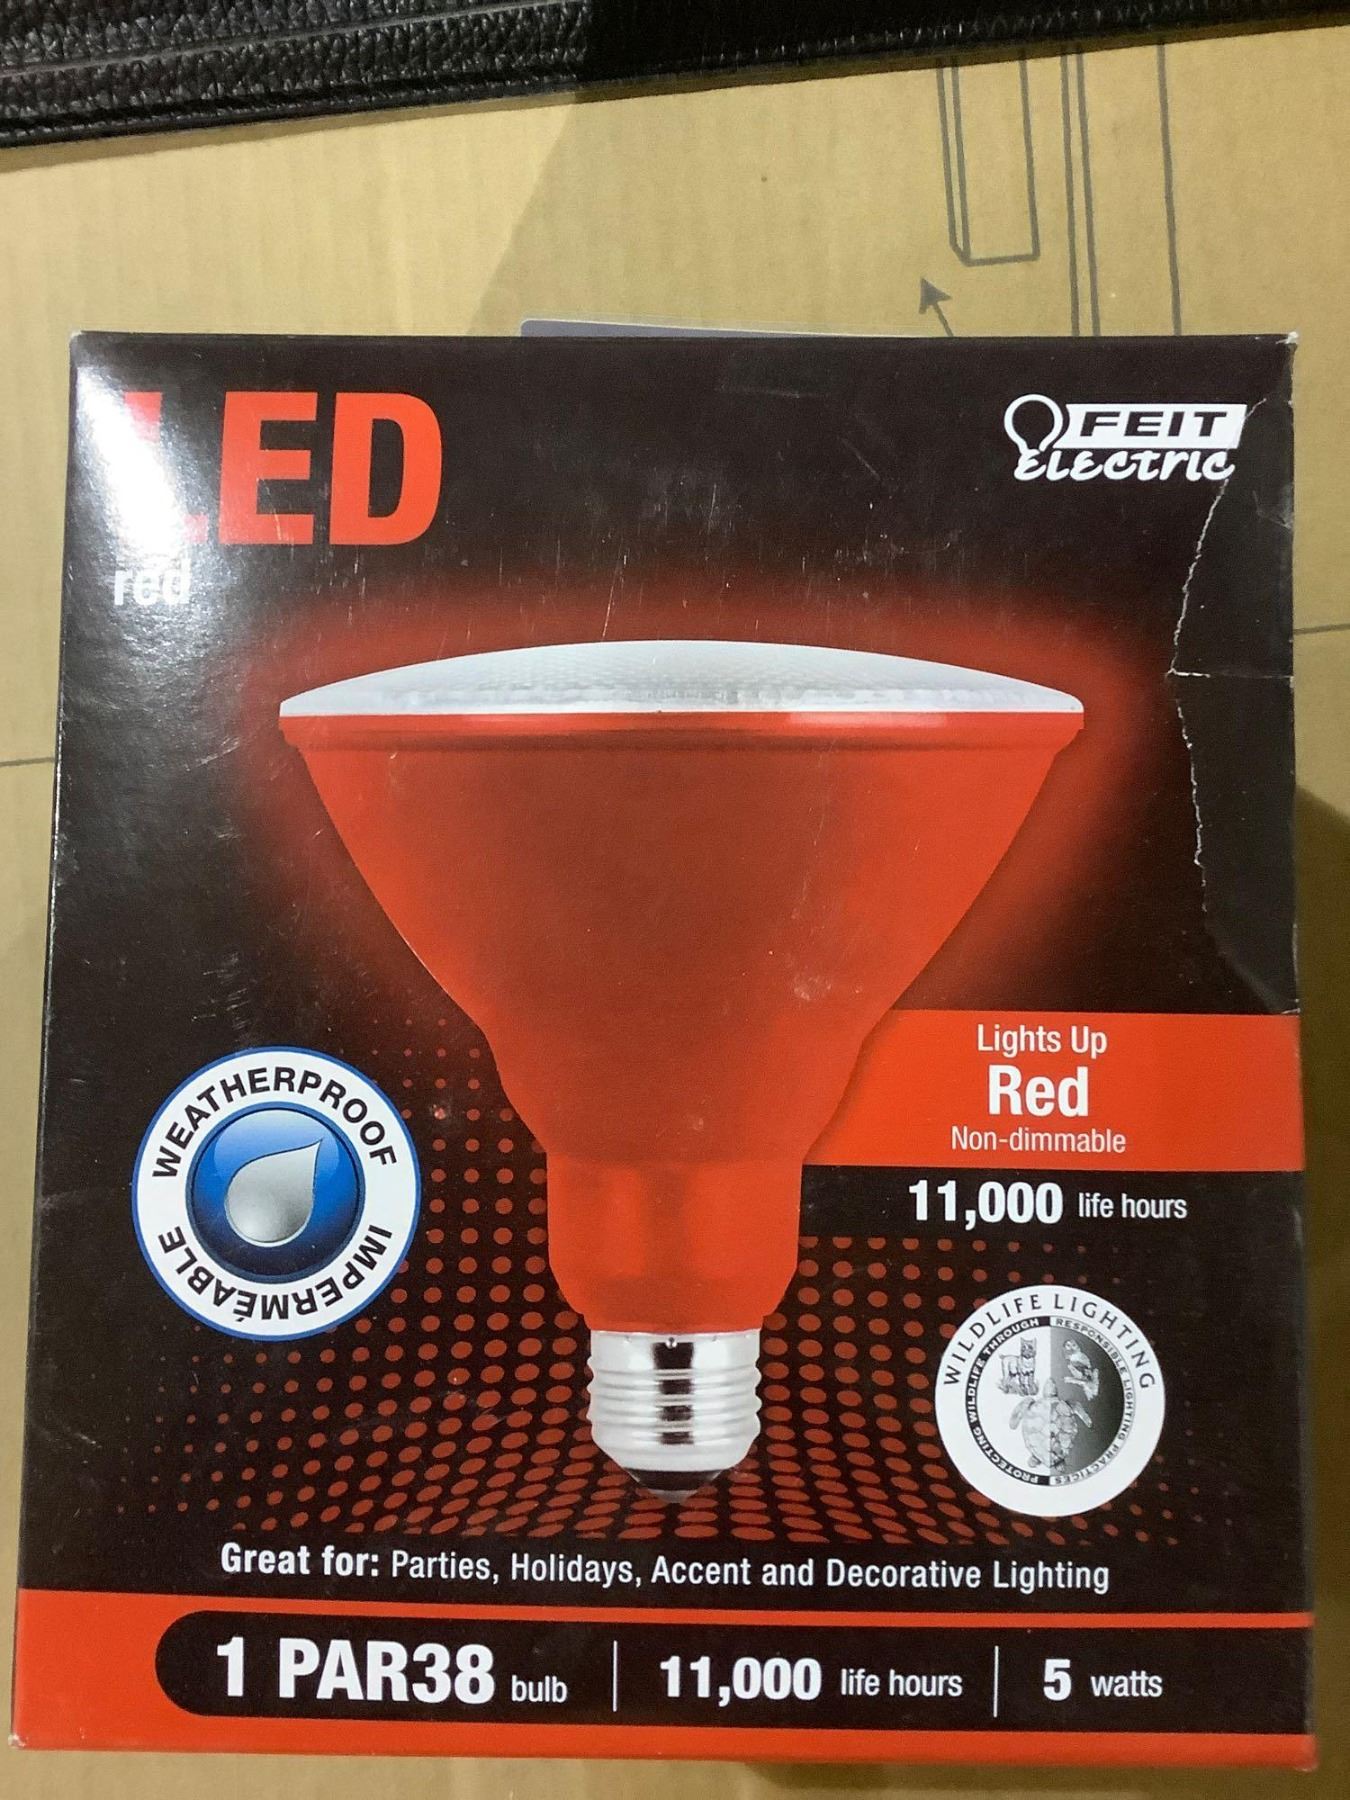 LED
red
FEIT
ELECTRIC
WEATHERPROOF
IMPERMÉABLE
Lights Up
Red
Non-dimmable
11,000 life hours
WILDLIFE LIGHTING
PROTECTING WILDLIFE THROUGH RESPONSIBLE LIGHTING PRACTICES
Great for: Parties, Holidays, Accent and Decorative Lighting
1 PAR38 bulb | 11,000 life hours | 5 watts